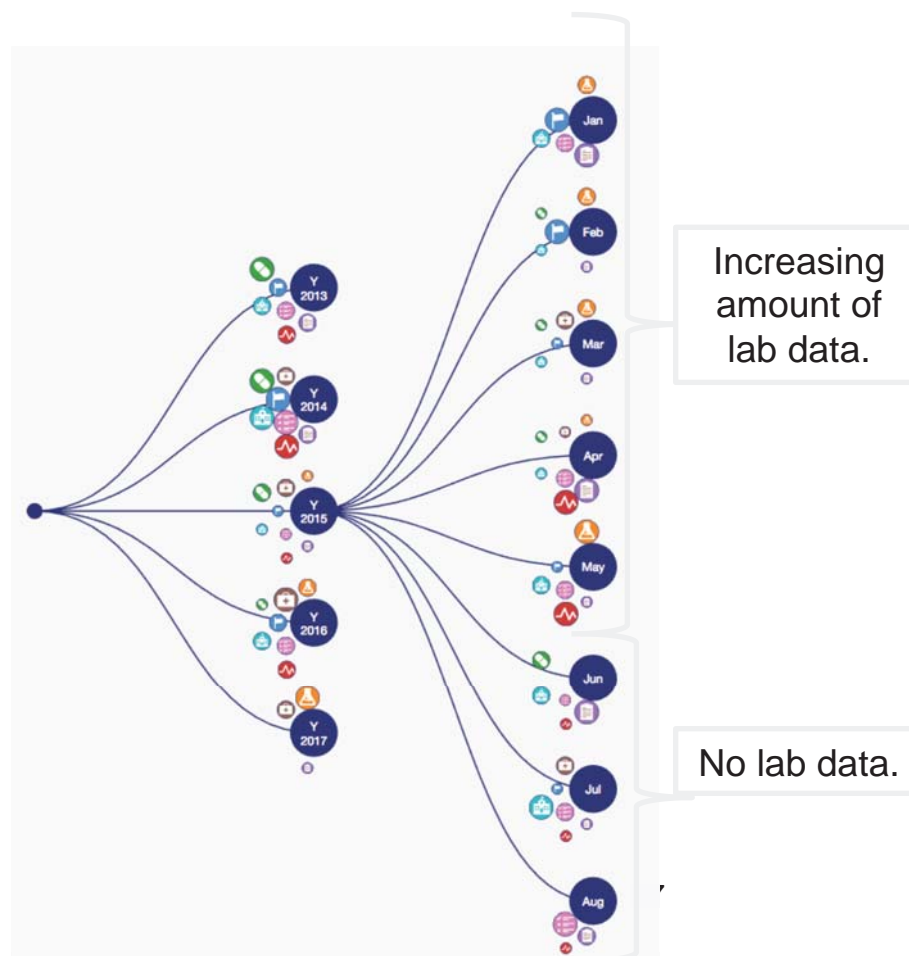 Y
2013
Y
2014
Y
2015
Y
2016
Y
2017
Jan
Feb
Mar
Apr
May
Jun
Jul
Aug
Increasing
amount of
lab data.
No lab data.